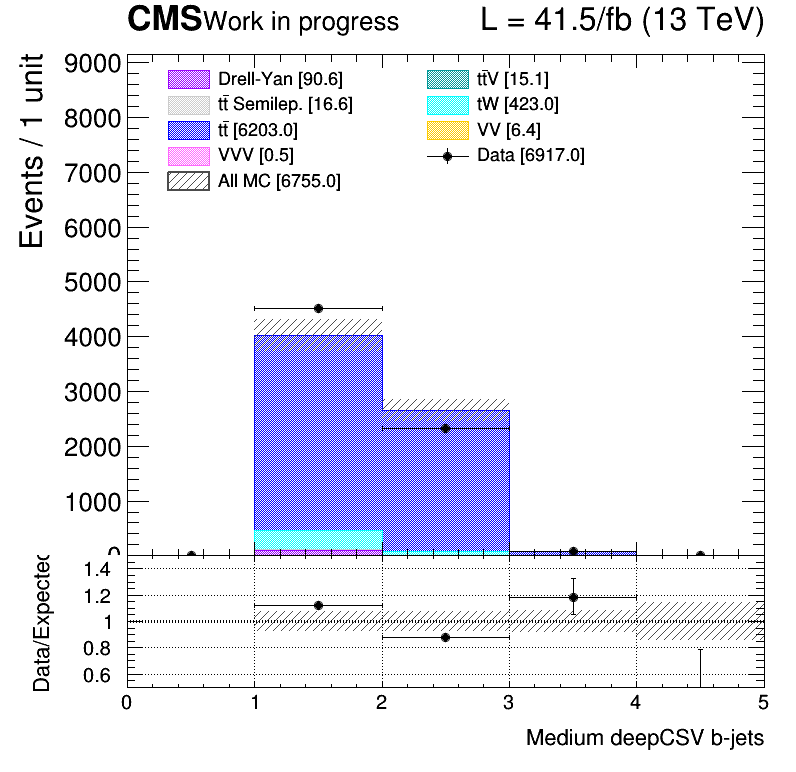 CMS Work in progress L = 41.5/fb (13 TeV)
Events / 1 unit
9000
8000
7000
6000
5000
4000
3000
2000
1000
0
Drell-Yan [90.6]
tt̄ Semilep. [16.6]
tt̄ [6203.0]
VVV [0.5]
All MC [6755.0]
tt̄V [15.1]
tW [423.0]
VV [6.4]
Data [6917.0]
Data/Expected
1.4
1.2
1
0.8
0.6
0 1 2 3 4 5
Medium deepCSV b-jets